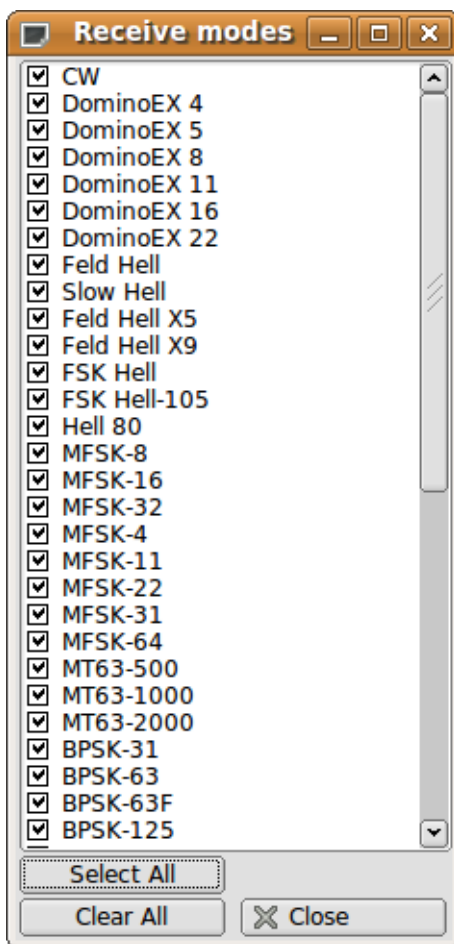 Receive modes
CW
DominoEX 4
DominoEX 5
DominoEX 8
DominoEX 11
DominoEX 16
DominoEX 22
Feld Hell
Slow Hell
Feld Hell X5
Feld Hell X9
FSK Hell
FSK Hell-105
Hell 80
MFSK-8
MFSK-16
MFSK-32
MFSK-4
MFSK-11
MFSK-22
MFSK-31
MFSK-64
MT63-500
MT63-1000
MT63-2000
BPSK-31
BPSK-63
BPSK-63F
BPSK-125
Select All
Clear All Close